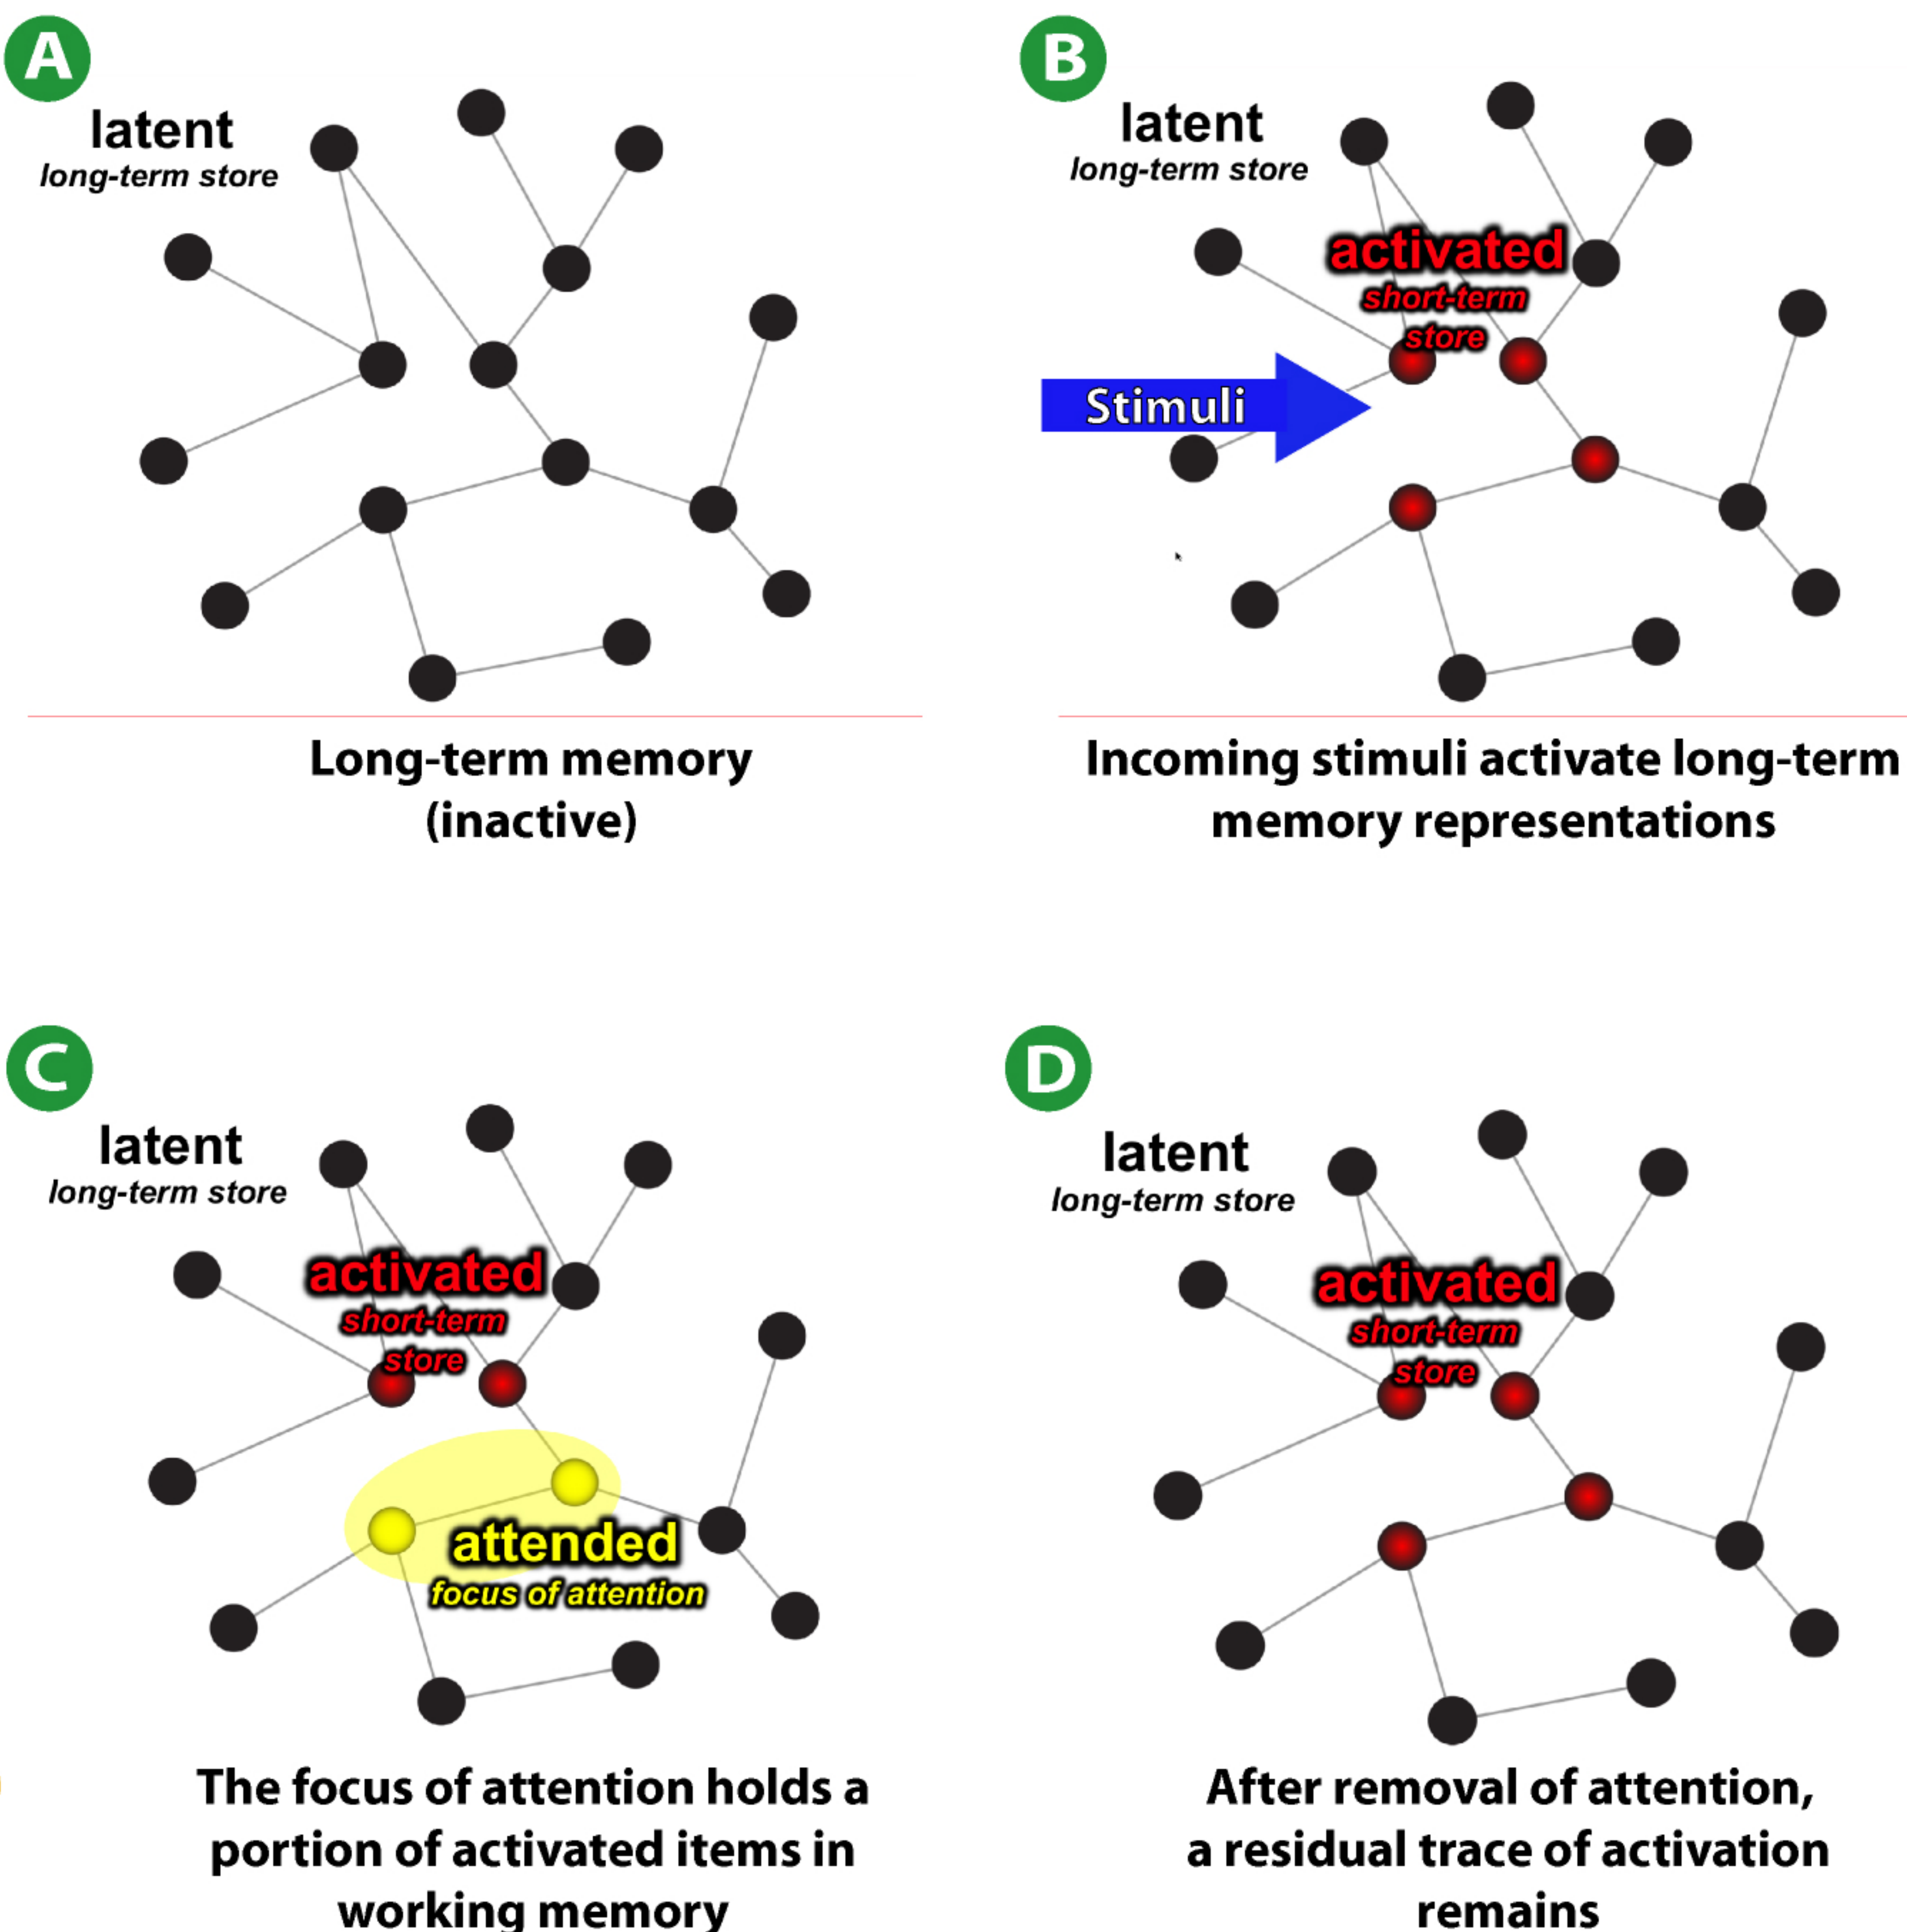 A
latent
long-term store
Long-term memory
(inactive)
B
latent
long-term store
activated
short-term
store
Stimuli
Incoming stimuli activate long-term
memory representations
C
latent
long-term store
activated
short-term
store
attended
focus of attention
The focus of attention holds a
portion of activated items in
working memory
D
latent
long-term store
activated
short-term
store
After removal of attention,
a residual trace of activation
remains